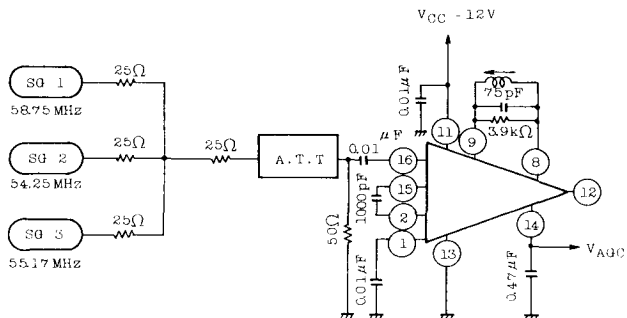 VCC - 12V
SG 1
58.75 MHz
25Ω
SG 2
54.25 MHz
25Ω
SG 3
55.17 MHz
25Ω
25Ω
A.T.T
50Ω
0.01 μF
1000pF
0.01μF
0.01μF
75pF
3.9kΩ
16
15
2
1
11
9
8
12
13
14
VAGC
0.47μF